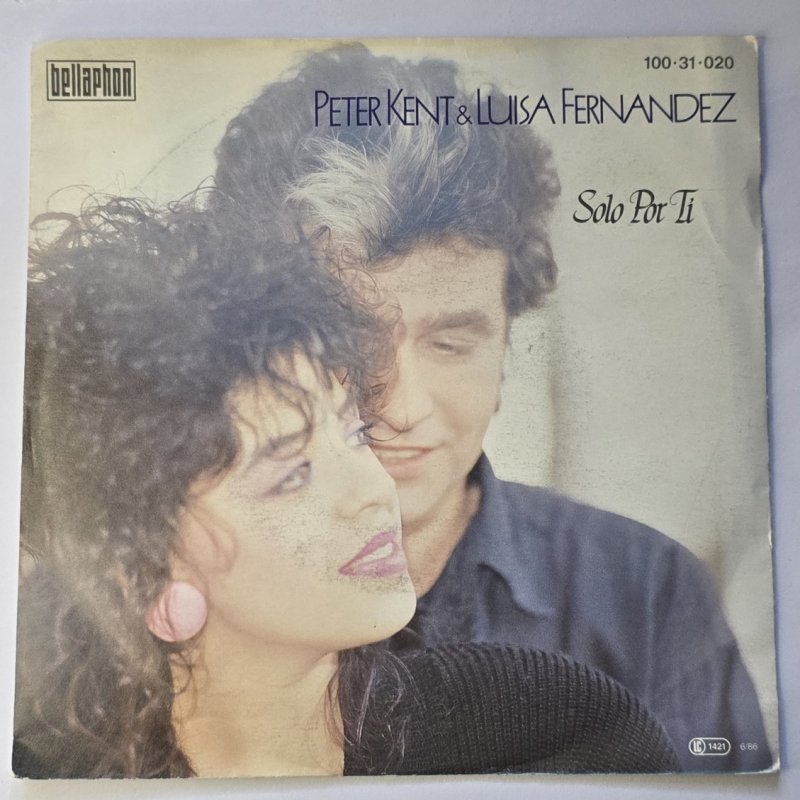 bellaphon
100·31·020
PETER KENT & LUISA FERNANDEZ
Solo Por Ti
LC 1421 6/86